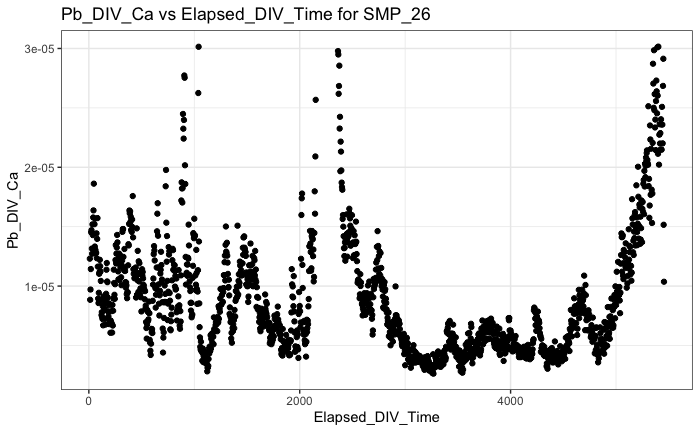 Pb_DIV_Ca vs Elapsed_DIV_Time for SMP_26
3e-05
2e-05
1e-05
Pb_DIV_Ca
0
2000
4000
Elapsed_DIV_Time